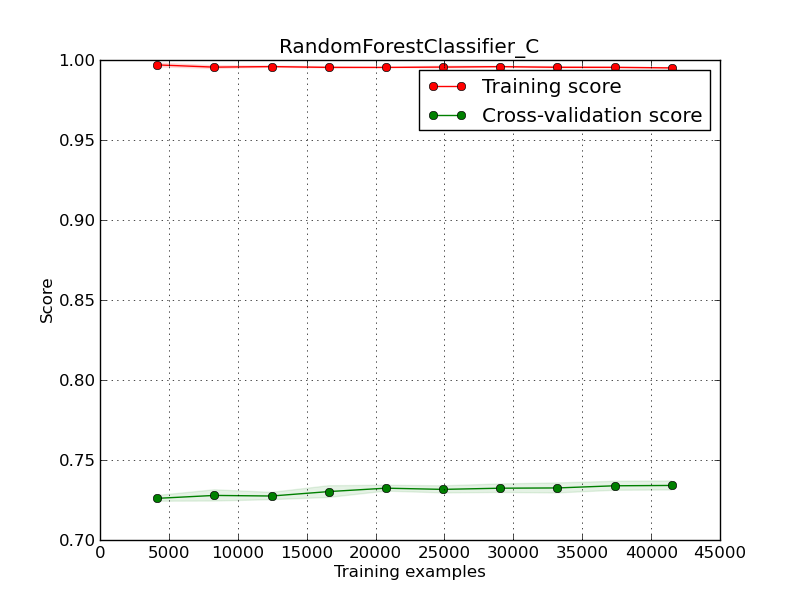 RandomForestClassifier_C
1.00
0.95
0.90
0.85
0.80
0.75
0.70
Score
Training score
Cross-validation score
0 5000 10000 15000 20000 25000 30000 35000 40000 45000
Training examples